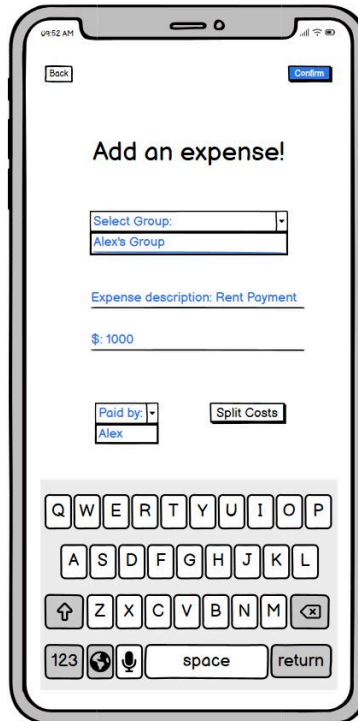 09:52 AM
Back
Confirm
Add an expense!
Select Group:
Alex's Group
Expense description: Rent Payment
$: 1000
Paid by:
Split Costs
Alex
Q W E R T Y U I O P
A S D F G H J K L
Z X C V B N M
123 space return